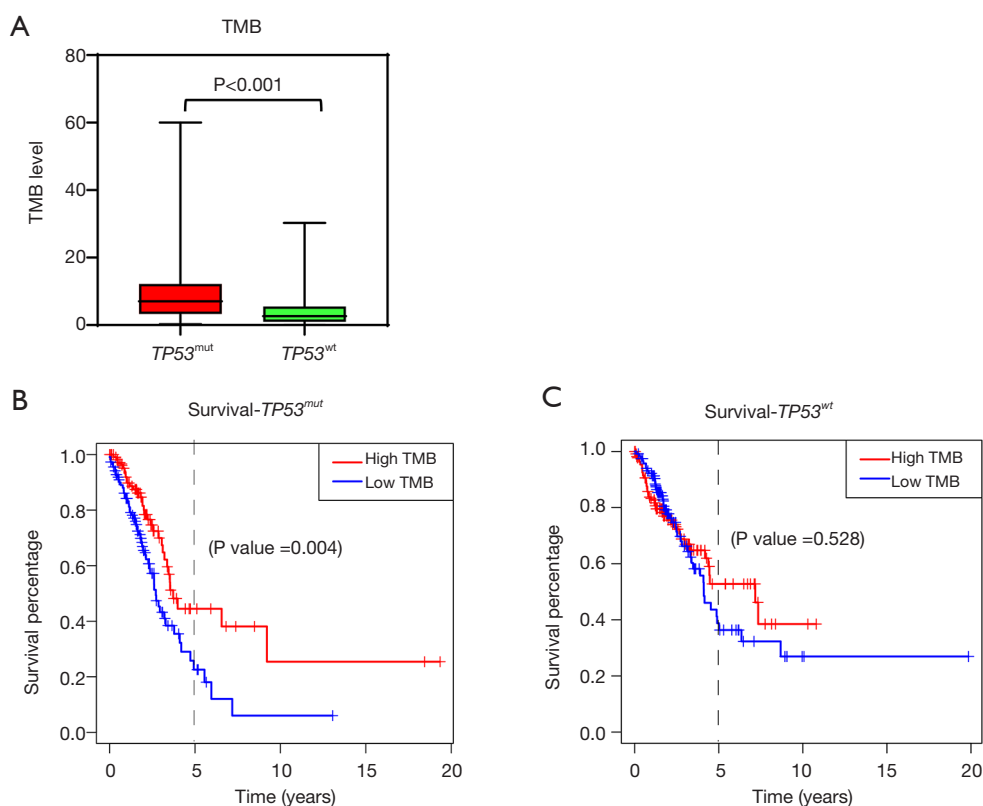 A
TMB
80
60
40
20
0
TMB level
P<0.001
TP53mut
TP53wt
B
Survival-TP53mut
1.0
0.8
0.6
0.4
0.2
0.0
Survival percentage
High TMB
Low TMB
(P value =0.004)
0 5 10 15 20
Time (years)
C
Survival-TP53wt
1.0
0.8
0.6
0.4
0.2
0.0
Survival percentage
High TMB
Low TMB
(P value =0.528)
0 5 10 15 20
Time (years)